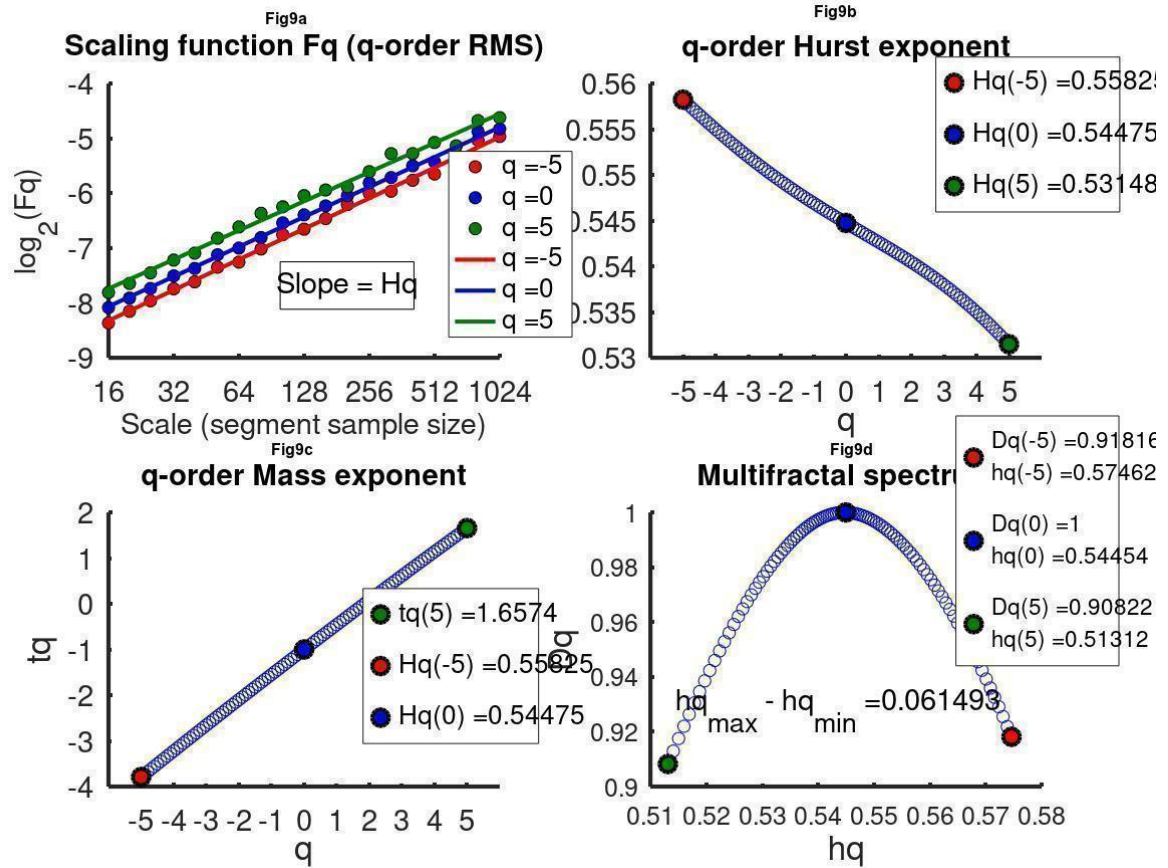 Fig9a
Scaling function Fq (q-order RMS)
-4
-5
-6
-7
-8
-9
log2(Fq)
16 32 64 128 256 512 1024
Scale (segment sample size)
Slope = Hq
q =-5
q =0
q =5
q =-5
q =0
q =5
Fig9b
q-order Hurst exponent
0.56
0.555
0.55
0.545
0.54
0.535
0.53
-5 -4 -3 -2 -1 0 1 2 3 4 5
q
Hq(-5) =0.55825
Hq(0) =0.54475
Hq(5) =0.53148
Fig9c
q-order Mass exponent
2
1
0
-1
-2
-3
-4
tq
-5 -4 -3 -2 -1 0 1 2 3 4 5
q
tq(5) =1.6574
Hq(-5) =0.55825
Hq(0) =0.54475
Fig9d
Multifractal spectru
1
0.98
0.96
0.94
0.92
0.9
Dq
0.51 0.52 0.53 0.54 0.55 0.56 0.57 0.58
hq
hqmax - hqmin =0.061493
Dq(-5) =0.91816
hq(-5) =0.57462
Dq(0) =1
hq(0) =0.54454
Dq(5) =0.90822
hq(5) =0.51312